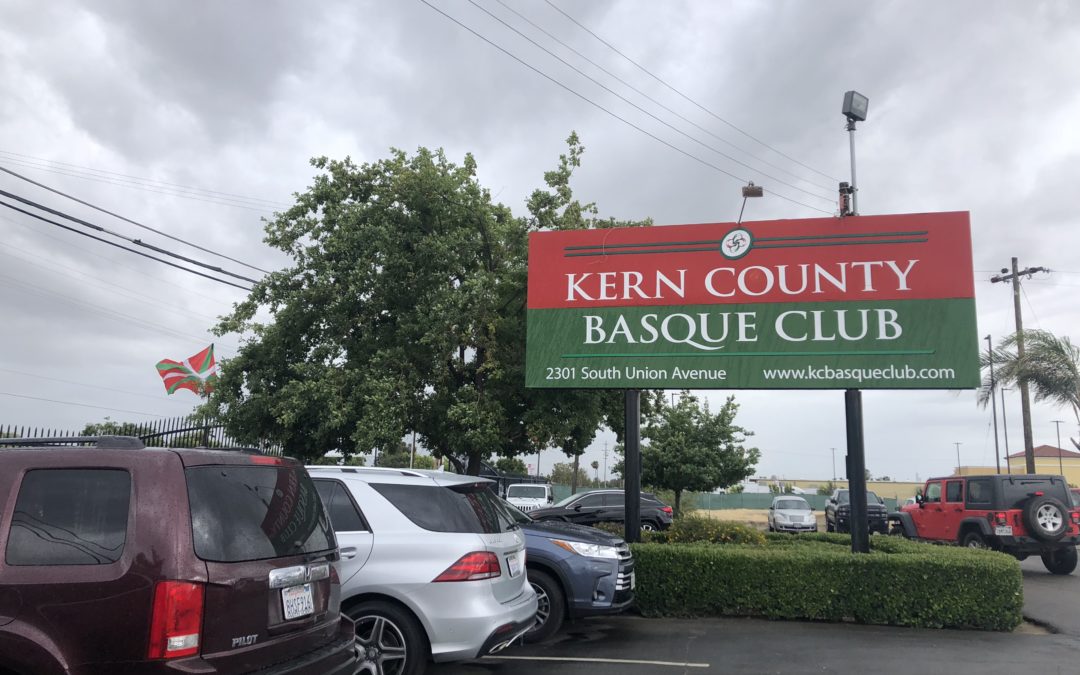 KERN COUNTY
BASQUE CLUB
2301 South Union Avenue www.kcbasqueclub.com
PILOT